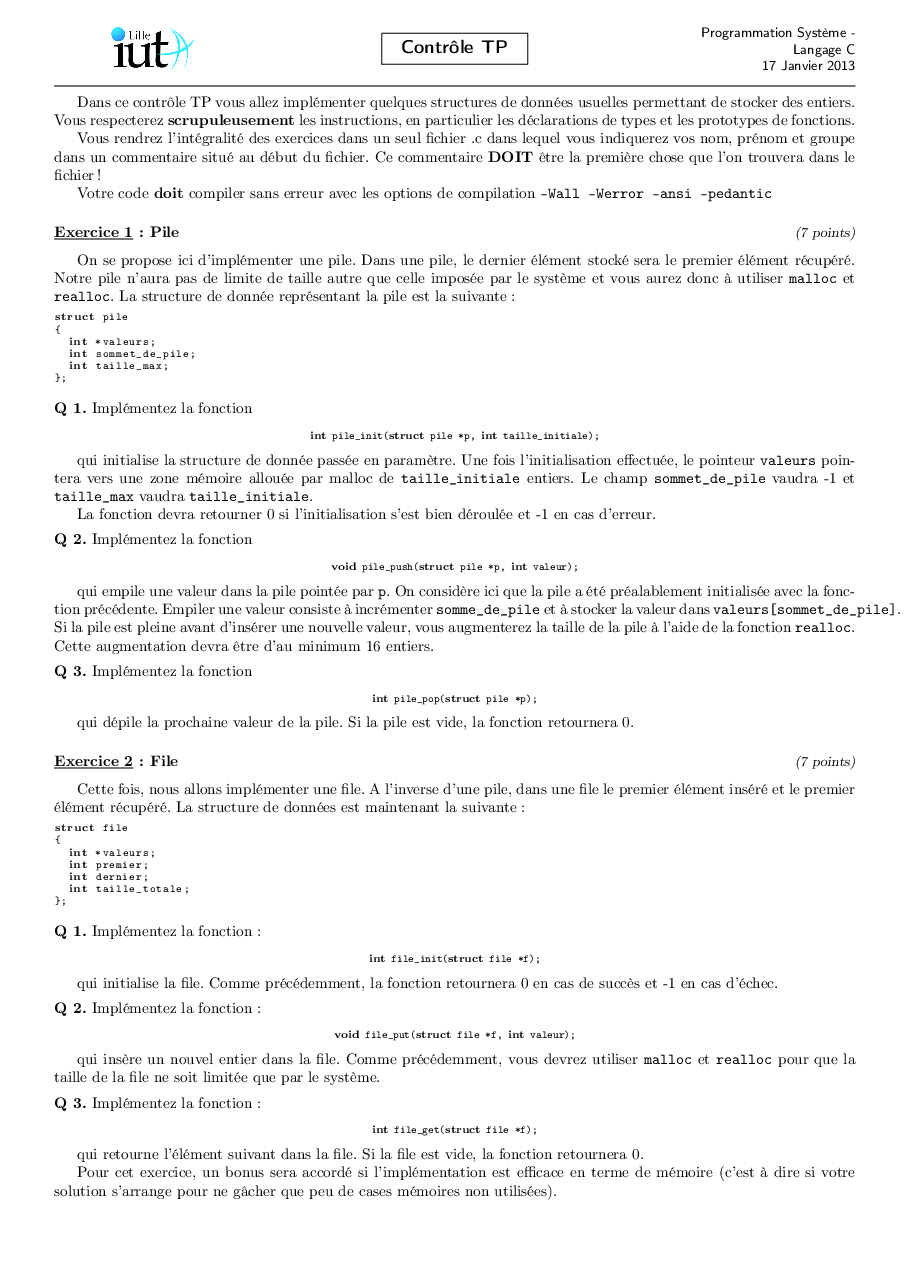 Lille
iut
Contrôle TP
Programmation Système -
Langage C
17 Janvier 2013
Dans ce contrôle TP vous allez implémenter quelques structures de données usuelles permettant de stocker des entiers.
Vous respecterez scrupuleusement les instructions, en particulier les déclarations de types et les prototypes de fonctions.
Vous rendrez l'intégralité des exercices dans un seul fichier .c dans lequel vous indiquerez vos nom, prénom et groupe
dans un commentaire situé au début du fichier. Ce commentaire DOIT être la première chose que l'on trouvera dans le
fichier !
Votre code doit compiler sans erreur avec les options de compilation -Wall -Werror -ansi -pedantic
Exercice 1 : Pile (7 points)
On se propose ici d'implémenter une pile. Dans une pile, le dernier élément stocké sera le premier élément récupéré.
Notre pile n'aura pas de limite de taille autre que celle imposée par le système et vous aurez donc à utiliser malloc et
realloc. La structure de donnée représentant la pile est la suivante :
struct pile
{
int *valeurs;
int sommet_de_pile;
int taille_max;
};
Q 1. Implémentez la fonction
int pile_init(struct pile *p, int taille_initiale);
qui initialise la structure de donnée passée en paramètre. Une fois l'initialisation effectuée, le pointeur valeurs poin-
tera vers une zone mémoire allouée par malloc de taille_initiale entiers. Le champ sommet_de_pile vaudra -1 et
taille_max vaudra taille_initiale.
La fonction devra retourner 0 si l'initialisation s'est bien déroulée et -1 en cas d'erreur.
Q 2. Implémentez la fonction
void pile_push(struct pile *p, int valeur);
qui empile une valeur dans la pile pointée par p. On considère ici que la pile a été préalablement initialisée avec la fonc-
tion précédente. Empiler une valeur consiste à incrémenter somme_de_pile et à stocker la valeur dans valeurs[sommet_de_pile].
Si la pile est pleine avant d'insérer une nouvelle valeur, vous augmenterez la taille de la pile à l'aide de la fonction realloc.
Cette augmentation devra être d'au minimum 16 entiers.
Q 3. Implémentez la fonction
int pile_pop(struct pile *p);
qui dépile la prochaine valeur de la pile. Si la pile est vide, la fonction retournera 0.
Exercice 2 : File (7 points)
Cette fois, nous allons implémenter une file. A l'inverse d'une pile, dans une file le premier élément inséré et le premier
élément récupéré. La structure de données est maintenant la suivante :
struct file
{
int *valeurs;
int premier;
int dernier;
int taille_totale;
};
Q 1. Implémentez la fonction :
int file_init(struct file *f);
qui initialise la file. Comme précédemment, la fonction retournera 0 en cas de succès et -1 en cas d'échec.
Q 2. Implémentez la fonction :
void file_put(struct file *f, int valeur);
qui insère un nouvel entier dans la file. Comme précédemment, vous devrez utiliser malloc et realloc pour que la
taille de la file ne soit limitée que par le système.
Q 3. Implémentez la fonction :
int file_get(struct file *f);
qui retourne l'élément suivant dans la file. Si la file est vide, la fonction retournera 0.
Pour cet exercice, un bonus sera accordé si l'implémentation est efficace en terme de mémoire (c'est à dire si votre
solution s'arrange pour ne gâcher que peu de cases mémoires non utilisées).